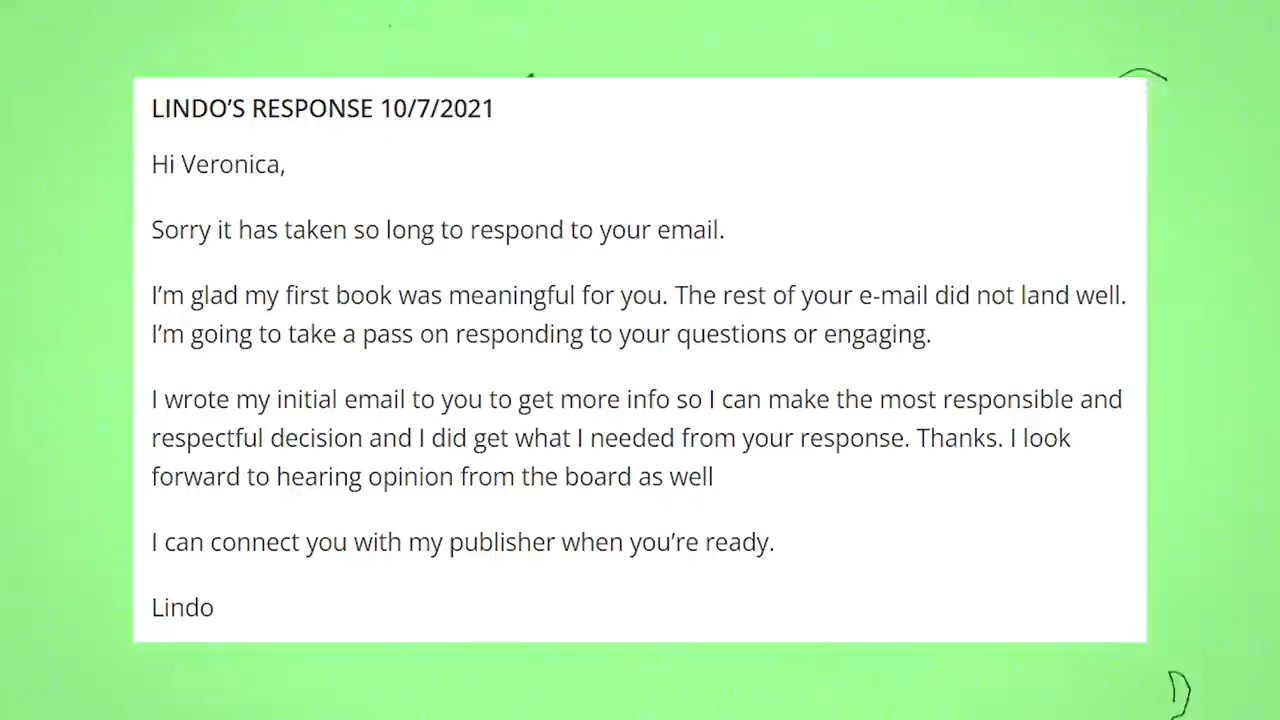 LINDO’S RESPONSE 10/7/2021
Hi Veronica,
Sorry it has taken so long to respond to your email.
I’m glad my first book was meaningful for you. The rest of your e-mail did not land well.
I’m going to take a pass on responding to your questions or engaging.
I wrote my initial email to you to get more info so I can make the most responsible and
respectful decision and I did get what I needed from your response. Thanks. I look
forward to hearing opinion from the board as well
I can connect you with my publisher when you’re ready.
Lindo